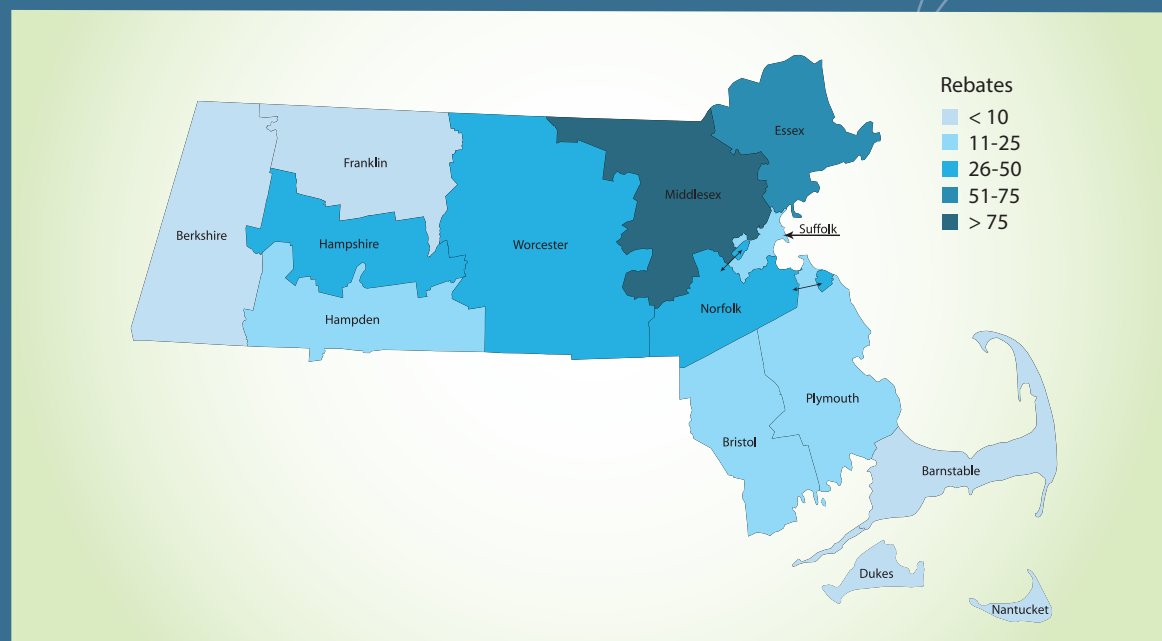 Rebates
< 10
11-25
26-50
51-75
> 75
Essex
Franklin
Middlesex
Suffolk
Berkshire
Hampshire
Worcester
Norfolk
Hampden
Plymouth
Bristol
Barnstable
Dukes
Nantucket